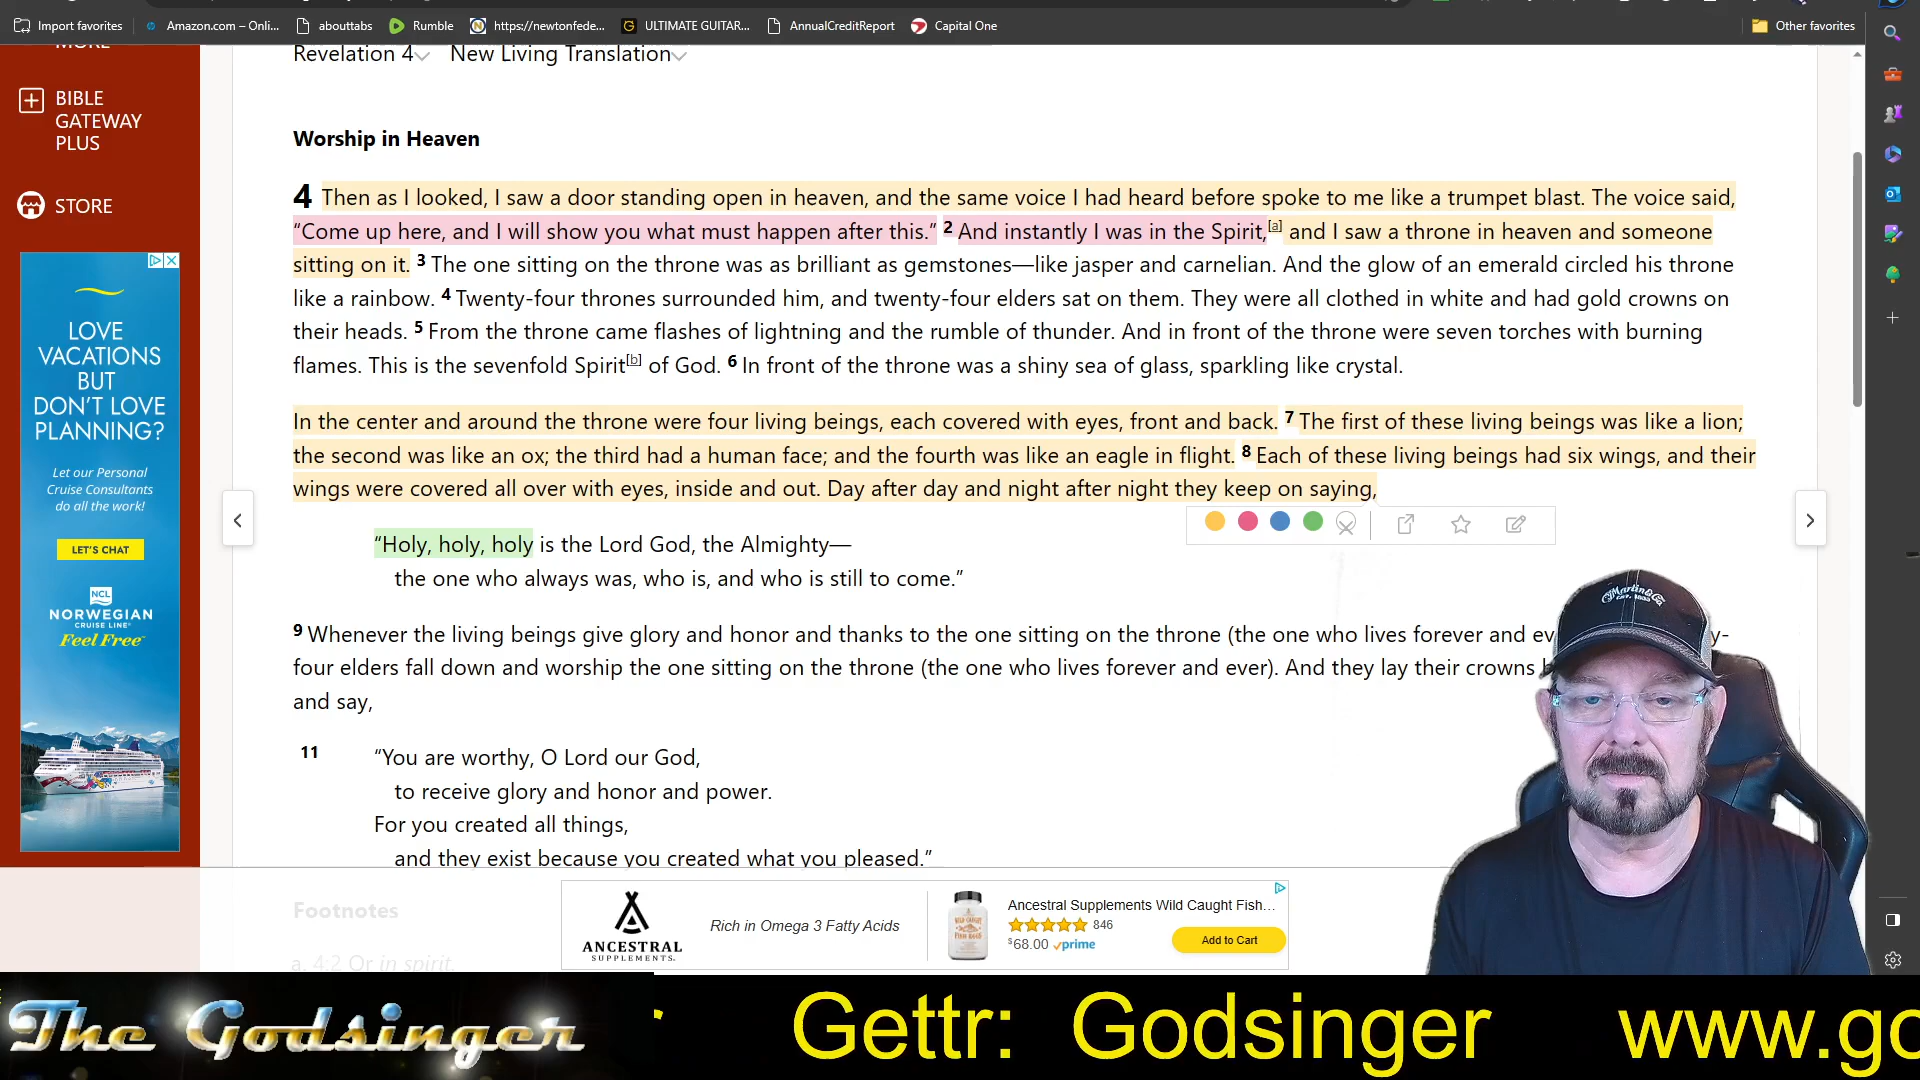 Import favorites
Amazon.com – Onli...
abouttabs
Rumble
https://newtonfede...
ULTIMATE GUITAR...
AnnualCreditReport
Capital One
Other favorites
MORE
BIBLE
GATEWAY
PLUS
STORE
LOVE
VACATIONS
BUT
DON'T LOVE
PLANNING?
Let our Personal
Cruise Consultants
do all the work!
LET'S CHAT
NCL
NORWEGIAN
CRUISE LINE
Feel Free
Revelation 4 New Living Translation
Worship in Heaven
4 Then as I looked, I saw a door standing open in heaven, and the same voice I had heard before spoke to me like a trumpet blast. The voice said,
“Come up here, and I will show you what must happen after this.” 2 And instantly I was in the Spirit,[a] and I saw a throne in heaven and someone
sitting on it. 3 The one sitting on the throne was as brilliant as gemstones—like jasper and carnelian. And the glow of an emerald circled his throne
like a rainbow. 4 Twenty-four thrones surrounded him, and twenty-four elders sat on them. They were all clothed in white and had gold crowns on
their heads. 5 From the throne came flashes of lightning and the rumble of thunder. And in front of the throne were seven torches with burning
flames. This is the sevenfold Spirit[b] of God. 6 In front of the throne was a shiny sea of glass, sparkling like crystal.
In the center and around the throne were four living beings, each covered with eyes, front and back. 7 The first of these living beings was like a lion;
the second was like an ox; the third had a human face; and the fourth was like an eagle in flight. 8 Each of these living beings had six wings, and their
wings were covered all over with eyes, inside and out. Day after day and night after night they keep on saying,
“Holy, holy, holy is the Lord God, the Almighty—
the one who always was, who is, and who is still to come.”
9 Whenever the living beings give glory and honor and thanks to the one sitting on the throne (the one who lives forever and ev y-
four elders fall down and worship the one sitting on the throne (the one who lives forever and ever). And they lay their crowns b
and say,
11 “You are worthy, O Lord our God,
to receive glory and honor and power.
For you created all things,
and they exist because you created what you pleased.”
Footnotes
a. 4:2 Or in spirit.
ANCESTRAL
SUPPLEMENTS.
Rich in Omega 3 Fatty Acids
Ancestral Supplements Wild Caught Fish...
846
$68.00 prime
Add to Cart
C.F. Martin & Co.
EST. 1833
The Godsinger
r Gettr: Godsinger www.go